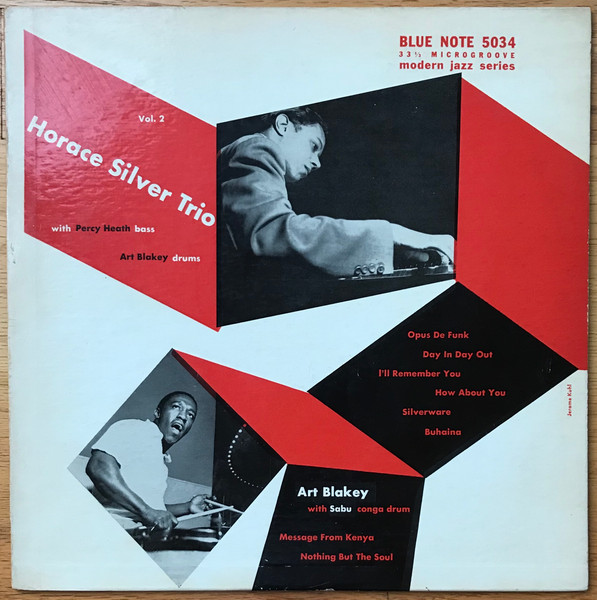 BLUE NOTE 5034
33⅓ MICROGROOVE
modern jazz series
Vol. 2
Horace Silver Trio
with Percy Heath bass
Art Blakey drums
Opus De Funk
Day In Day Out
I'll Remember You
How About You
Silverware
Buhaina
Jerome Kuhl
Art Blakey
with Sabu conga drum
Message From Kenya
Nothing But The Soul